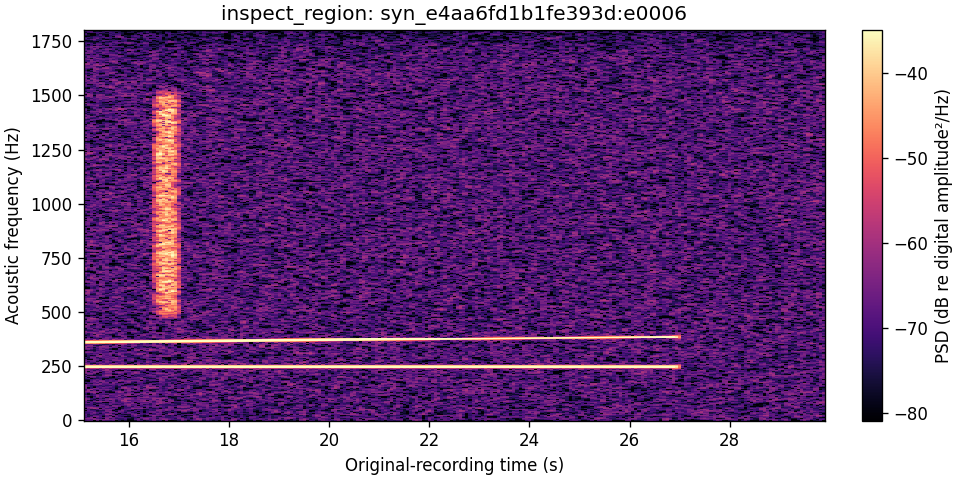 inspect_region: syn_e4aa6fd1b1fe393d:e0006
1750
1500
1250
1000
750
500
250
0
Acoustic frequency (Hz)
16 18 20 22 24 26 28
Original-recording time (s)
−40
−50
−60
−70
−80
PSD (dB re digital amplitude²/Hz)